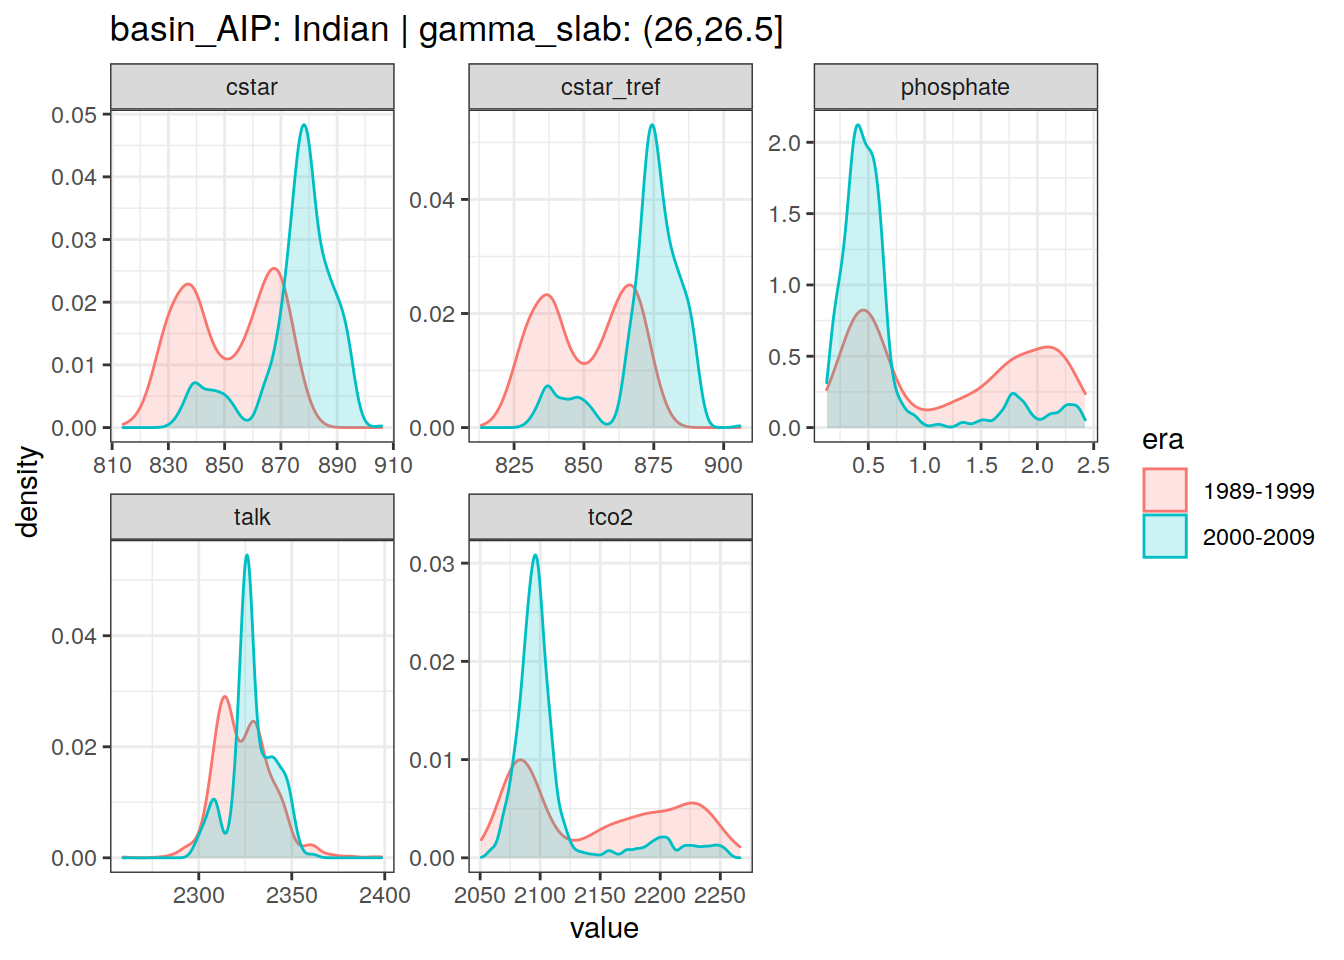 basin_AIP: Indian | gamma_slab: (26,26.5]
cstar
cstar_tref
phosphate
0.05
0.04
0.03
0.02
0.01
0.00
810 830 850 870 890 910
0.04
0.02
0.00
825 850 875 900
2.0
1.5
1.0
0.5
0.0
0.5 1.0 1.5 2.0 2.5
density
talk
tco2
0.04
0.02
0.00
2300 2350 2400
0.03
0.02
0.01
0.00
2050 2100 2150 2200 2250
value
era
1989-1999
2000-2009